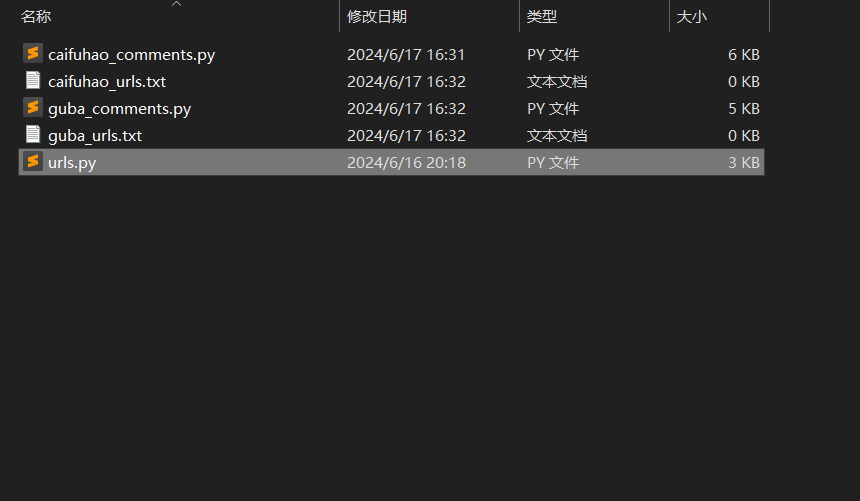 名称 修改日期 类型 大小
caifuhao_comments.py 2024/6/17 16:31 PY 文件 6 KB
caifuhao_urls.txt 2024/6/17 16:32 文本文档 0 KB
guba_comments.py 2024/6/17 16:32 PY 文件 5 KB
guba_urls.txt 2024/6/17 16:32 文本文档 0 KB
urls.py 2024/6/16 20:18 PY 文件 3 KB